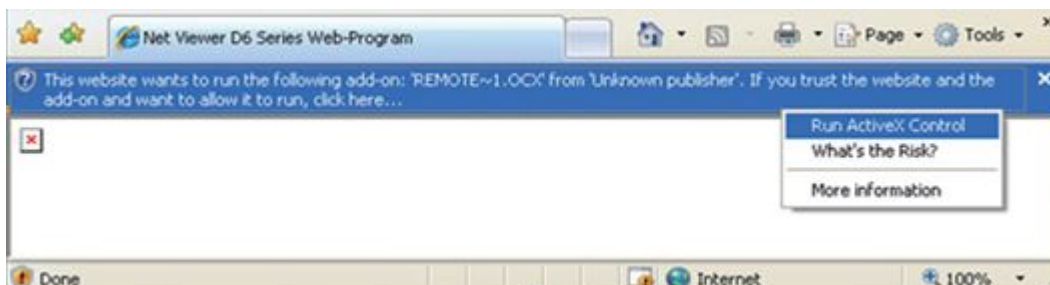 Net Viewer D6 Series Web-Program
Page
Tools
This website wants to run the following add-on: 'REMOTE~1.OCX' from 'Unknown publisher'. If you trust the website and the
add-on and want to allow it to run, click here...
Run ActiveX Control
What's the Risk?
More information
Done
Internet
100%